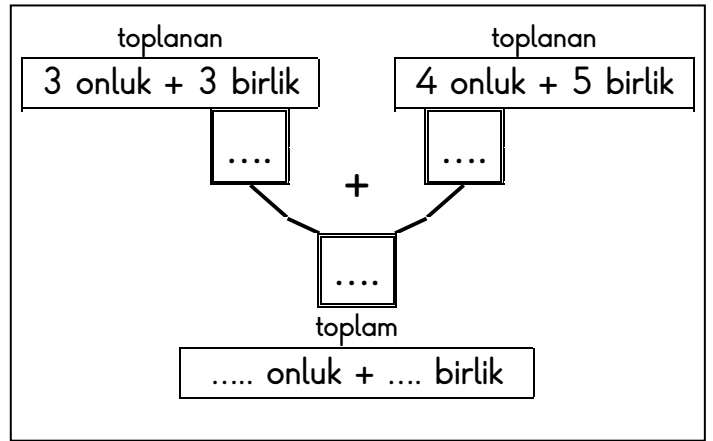 toplanan toplanan
3 onluk + 3 birlik 4 onluk + 5 birlik
.... ....
+
....
toplam
..... onluk + .... birlik